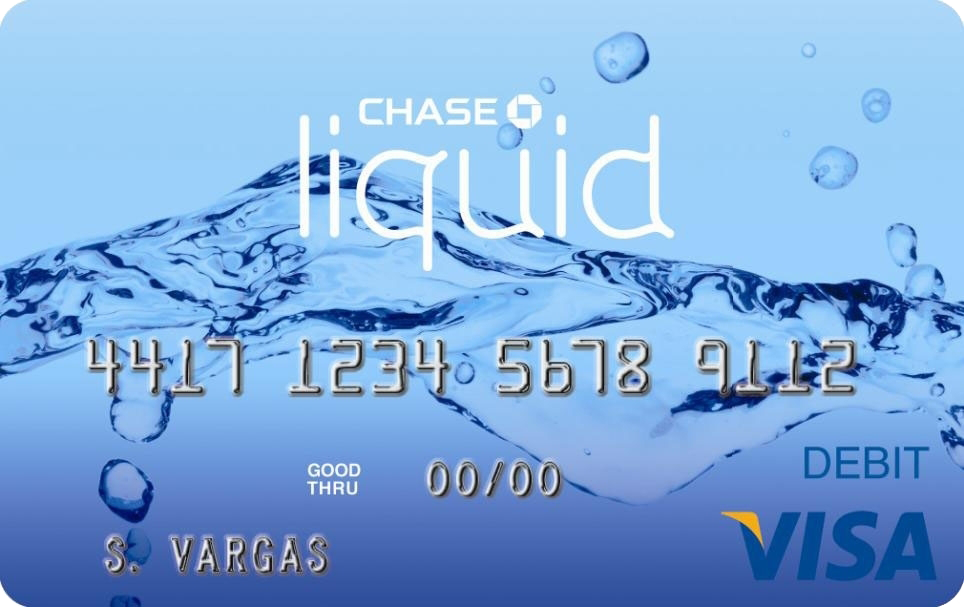 CHASE
liquid
4417 1234 5678 9112
GOOD
THRU
00/00
DEBIT
S. VARGAS
VISA